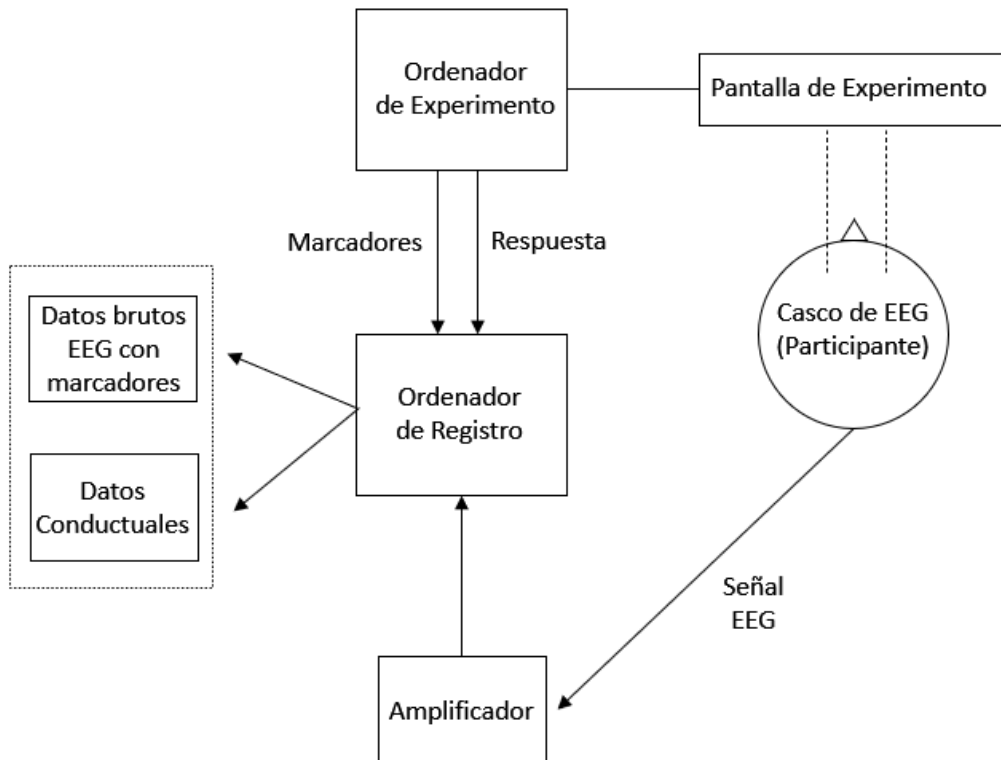 Ordenador
de Experimento
Pantalla de Experimento
Marcadores
Respuesta
Datos brutos
EEG con
marcadores
Casco de EEG
(Participante)
Ordenador
de Registro
Datos
Conductuales
Señal
EEG
Amplificador